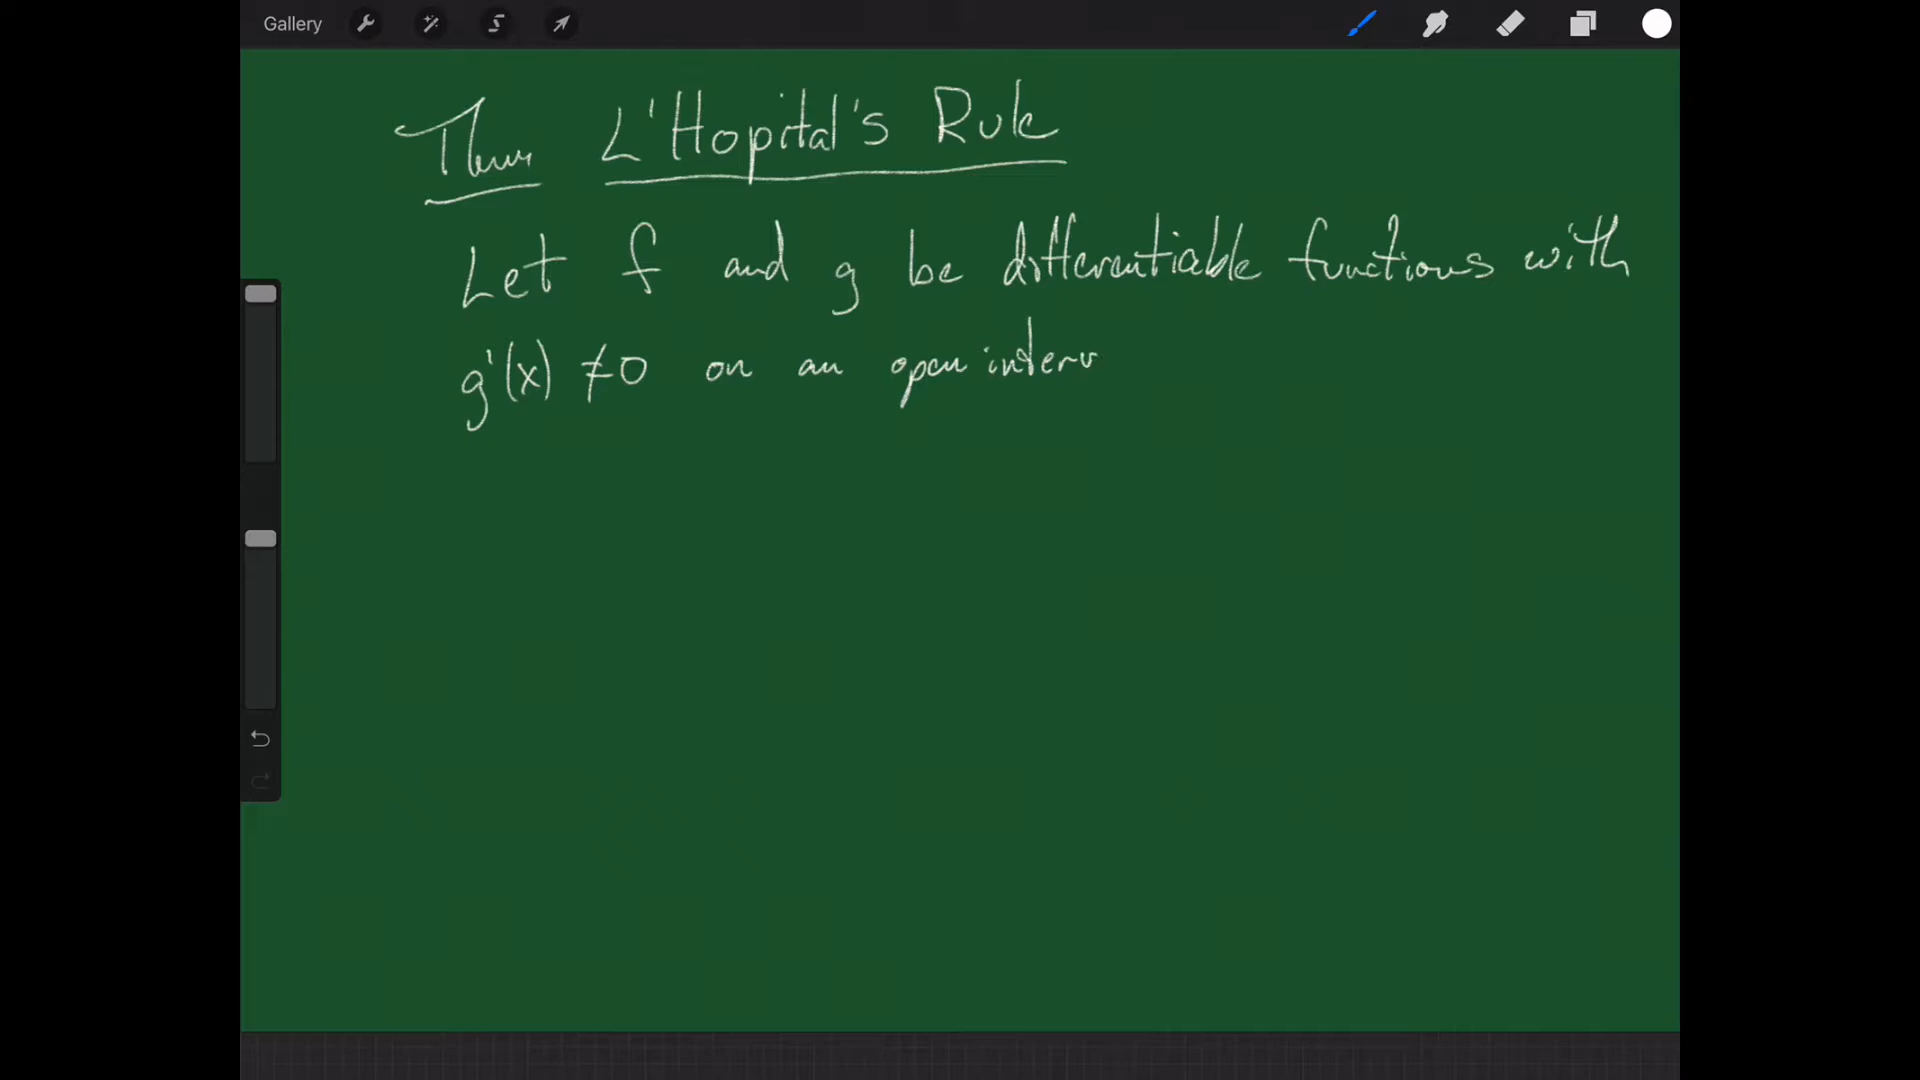 Gallery
Thm L'Hopital's Rule
Let f and g be differentiable functions with
g'(x) ≠ 0 on an open interv